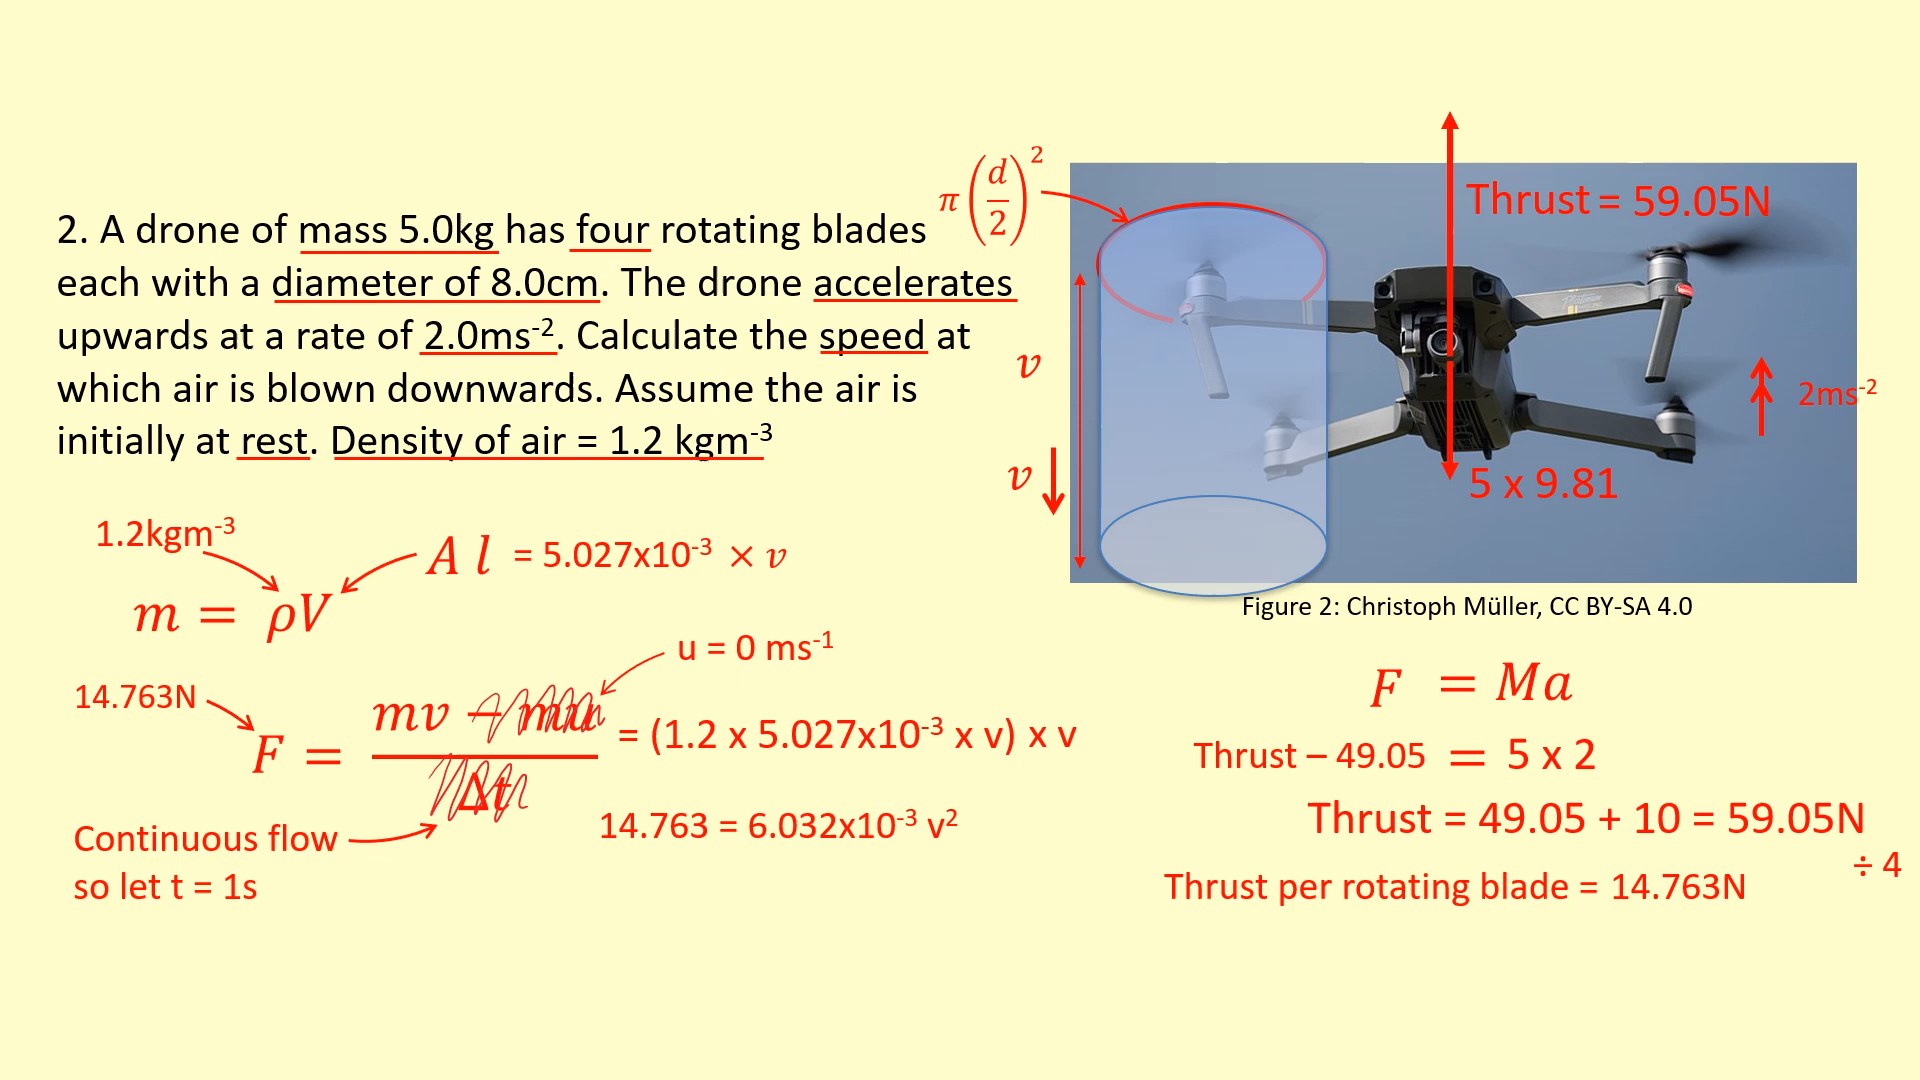 2. A drone of mass 5.0kg has four rotating blades
each with a diameter of 8.0cm. The drone accelerates
upwards at a rate of 2.0ms⁻². Calculate the speed at
which air is blown downwards. Assume the air is
initially at rest. Density of air = 1.2 kgm⁻³
π(d/2)²
Thrust = 59.05N
v
v
2ms⁻²
5 x 9.81
Figure 2: Christoph Müller, CC BY-SA 4.0
1.2kgm⁻³
A l = 5.027x10⁻³ × v
m = ρV
u = 0 ms⁻¹
14.763N
F = (mv − mu)/Δt = (1.2 x 5.027x10⁻³ x v) x v
Continuous flow
so let t = 1s
14.763 = 6.032x10⁻³ v²
F = Ma
Thrust – 49.05 = 5 x 2
Thrust = 49.05 + 10 = 59.05N
÷ 4
Thrust per rotating blade = 14.763N